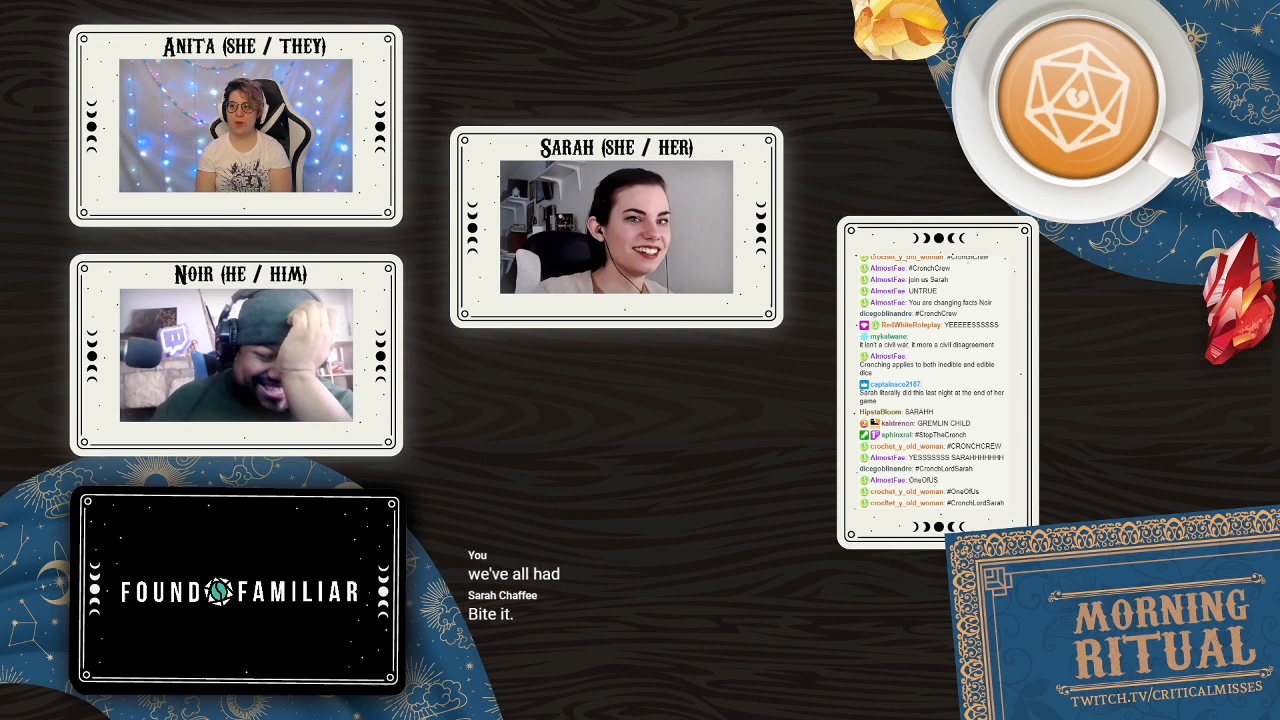 ANITA (SHE / THEY)
SARAH (SHE / HER)
NOIR (HE / HIM)
crochet_y_old_woman: #CronchCrew
AlmostFae: #CronchCrew
AlmostFae: join us Sarah
AlmostFae: UNTRUE
AlmostFae: You are changing facts Noir
dicegoblinandre: #CronchCrew
RedWhiteRoleplay: YEEEEESSSSSS
mykalwane:
It isn't a civil war, it more a civil disagreement
AlmostFae:
Cronching applies to both inedible and edible
dice
captainace2187:
Sarah literally did this last night at the end of her
game
HipstaBloom: SARAHH
kaldrenon: GREMLIN CHILD
sphinxral: #StopTheCronch
crochet_y_old_woman: #CRONCHCREW
AlmostFae: YESSSSSSS SARAHHHHHHH
dicegoblinandre: #CronchLordSarah
AlmostFae: OneOfUS
crochet_y_old_woman: #OneOfUs
crochet_y_old_woman: #CronchLordSarah
FOUND FAMILIAR
You
we've all had
Sarah Chaffee
Bite it.
MORNING
RITUAL
TWITCH.TV/CRITICALMISSES